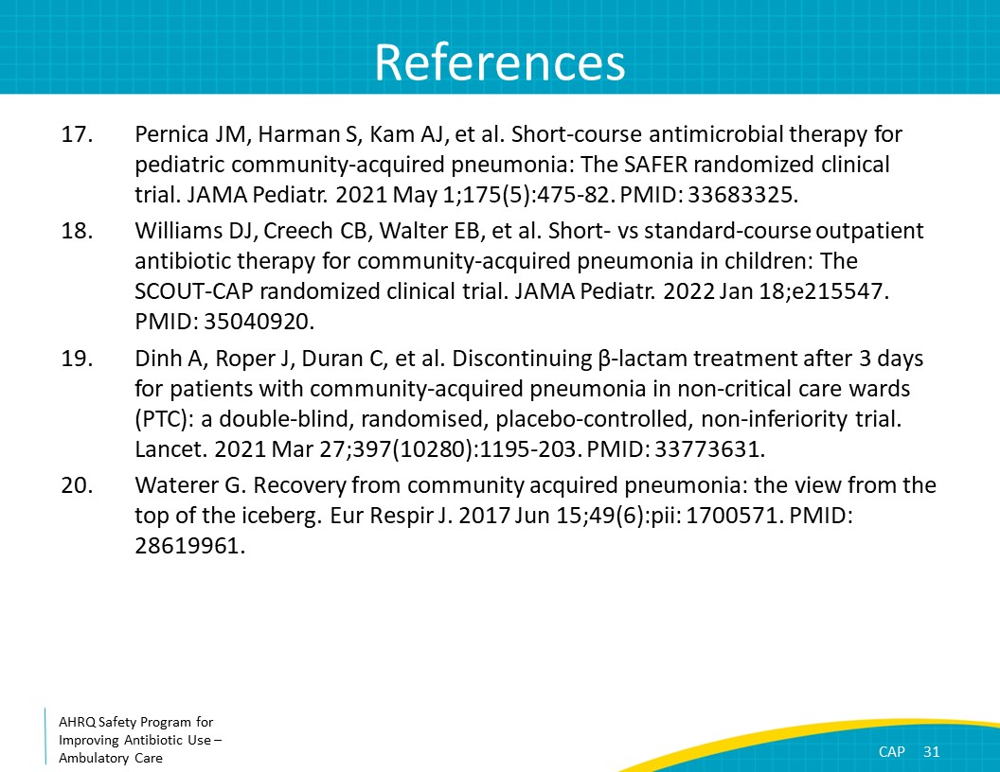 References
17. Pernica JM, Harman S, Kam AJ, et al. Short-course antimicrobial therapy for
pediatric community-acquired pneumonia: The SAFER randomized clinical
trial. JAMA Pediatr. 2021 May 1;175(5):475-82. PMID: 33683325.
18. Williams DJ, Creech CB, Walter EB, et al. Short- vs standard-course outpatient
antibiotic therapy for community-acquired pneumonia in children: The
SCOUT-CAP randomized clinical trial. JAMA Pediatr. 2022 Jan 18;e215547.
PMID: 35040920.
19. Dinh A, Roper J, Duran C, et al. Discontinuing β-lactam treatment after 3 days
for patients with community-acquired pneumonia in non-critical care wards
(PTC): a double-blind, randomised, placebo-controlled, non-inferiority trial.
Lancet. 2021 Mar 27;397(10280):1195-203. PMID: 33773631.
20. Waterer G. Recovery from community acquired pneumonia: the view from the
top of the iceberg. Eur Respir J. 2017 Jun 15;49(6):pii: 1700571. PMID:
28619961.
AHRQ Safety Program for
Improving Antibiotic Use –
Ambulatory Care
CAP 31